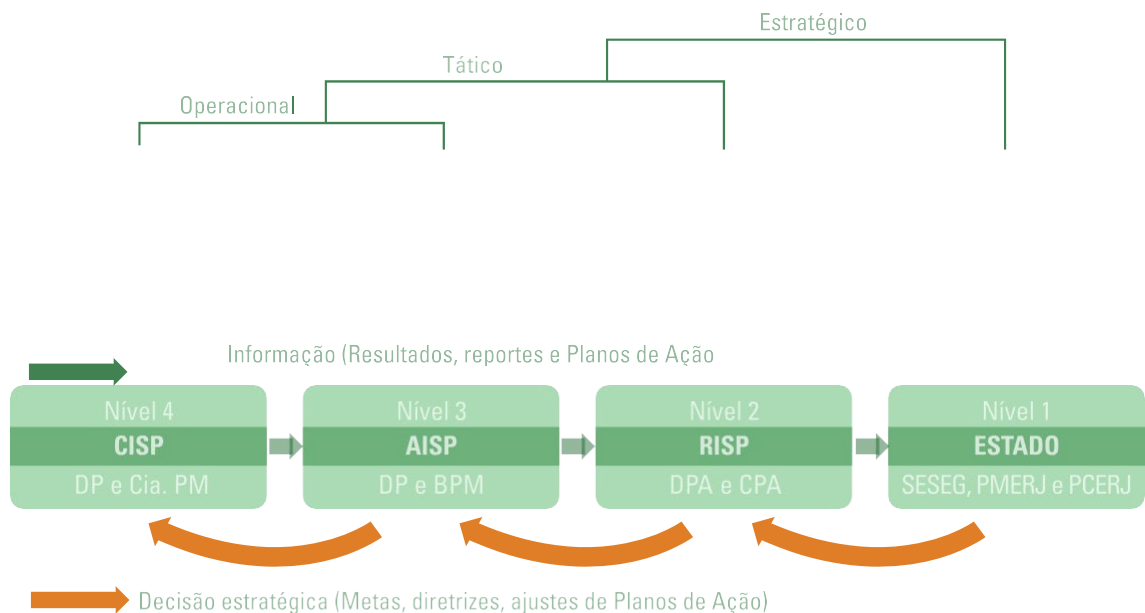 Estratégico
Tático
Operacional
Informação (Resultados, reportes e Planos de Ação
Nível 4
CISP
DP e Cia. PM
Nível 3
AISP
DP e BPM
Nível 2
RISP
DPA e CPA
Nível 1
ESTADO
SESEG, PMERJ e PCERJ
Decisão estratégica (Metas, diretrizes, ajustes de Planos de Ação)